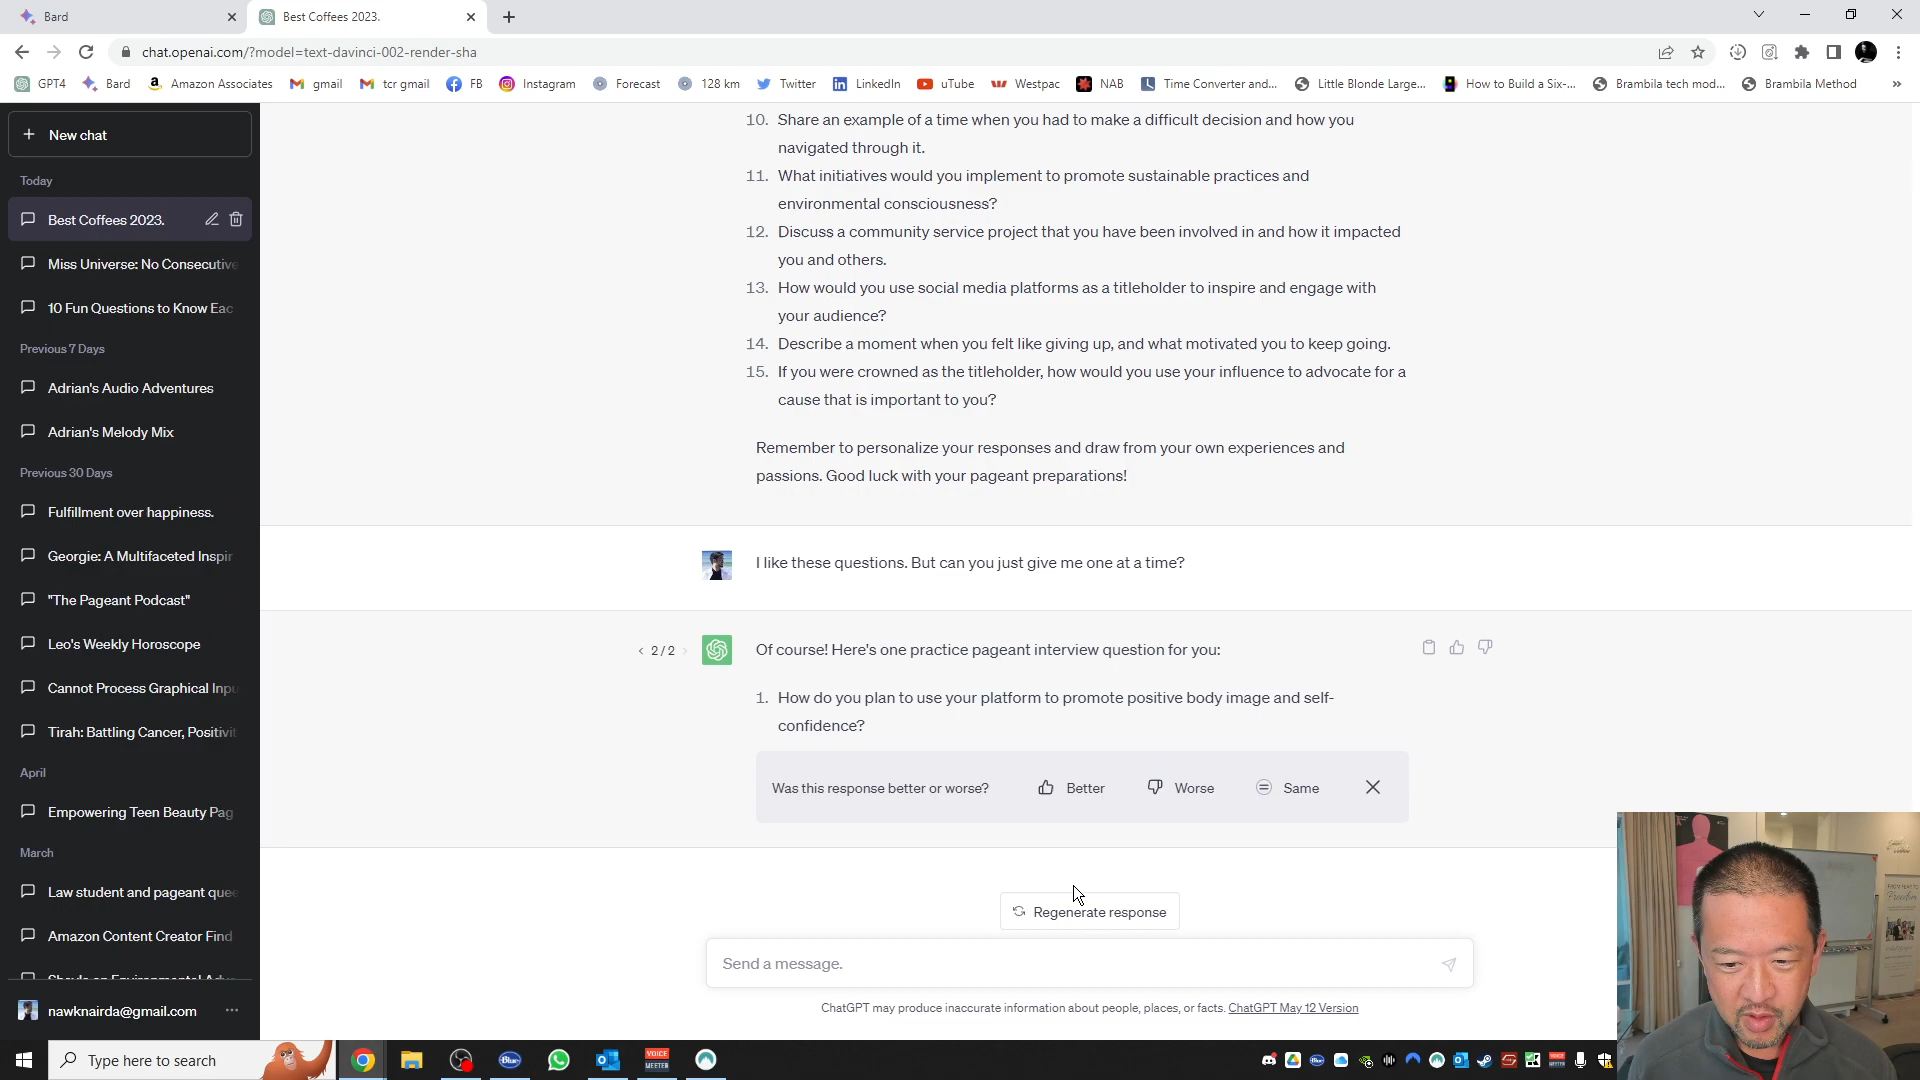 Bard
Best Coffees 2023.
chat.openai.com/?model=text-davinci-002-render-sha
GPT4
Bard
Amazon Associates
gmail
tcr gmail
FB
Instagram
Forecast
128 km
Twitter
LinkedIn
uTube
Westpac
NAB
Time Converter and...
Little Blonde Large...
How to Build a Six-...
Brambila tech mod...
Brambila Method
»
+ New chat
Today
Best Coffees 2023.
Miss Universe: No Consecutive
10 Fun Questions to Know Eac
Previous 7 Days
Adrian's Audio Adventures
Adrian's Melody Mix
Previous 30 Days
Fulfillment over happiness.
Georgie: A Multifaceted Inspir
"The Pageant Podcast"
Leo's Weekly Horoscope
Cannot Process Graphical Inpu
Tirah: Battling Cancer, Positivit
April
Empowering Teen Beauty Pag
March
Law student and pageant quee
Amazon Content Creator Find
nawknairda@gmail.com
10. Share an example of a time when you had to make a difficult decision and how you
navigated through it.
11. What initiatives would you implement to promote sustainable practices and
environmental consciousness?
12. Discuss a community service project that you have been involved in and how it impacted
you and others.
13. How would you use social media platforms as a titleholder to inspire and engage with
your audience?
14. Describe a moment when you felt like giving up, and what motivated you to keep going.
15. If you were crowned as the titleholder, how would you use your influence to advocate for a
cause that is important to you?
Remember to personalize your responses and draw from your own experiences and
passions. Good luck with your pageant preparations!
I like these questions. But can you just give me one at a time?
< 2 / 2 >
Of course! Here's one practice pageant interview question for you:
1. How do you plan to use your platform to promote positive body image and self-
confidence?
Was this response better or worse?
Better
Worse
Same
Regenerate response
Send a message.
ChatGPT may produce inaccurate information about people, places, or facts. ChatGPT May 12 Version
Type here to search
Blue
VOICE
MEETER